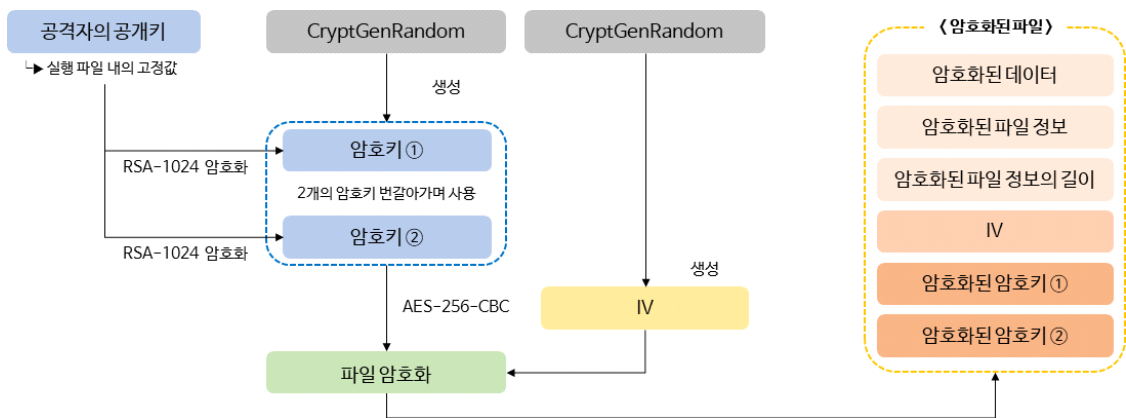 공격자의 공개키
↳ 실행 파일 내의 고정값
CryptGenRandom
CryptGenRandom
생성
암호키 ①
RSA-1024 암호화
2개의 암호키 번갈아가며 사용
암호키 ②
RSA-1024 암호화
AES-256-CBC
생성
IV
파일 암호화
〈 암호화된 파일 〉
암호화된 데이터
암호화된 파일 정보
암호화된 파일 정보의 길이
IV
암호화된 암호키 ①
암호화된 암호키 ②